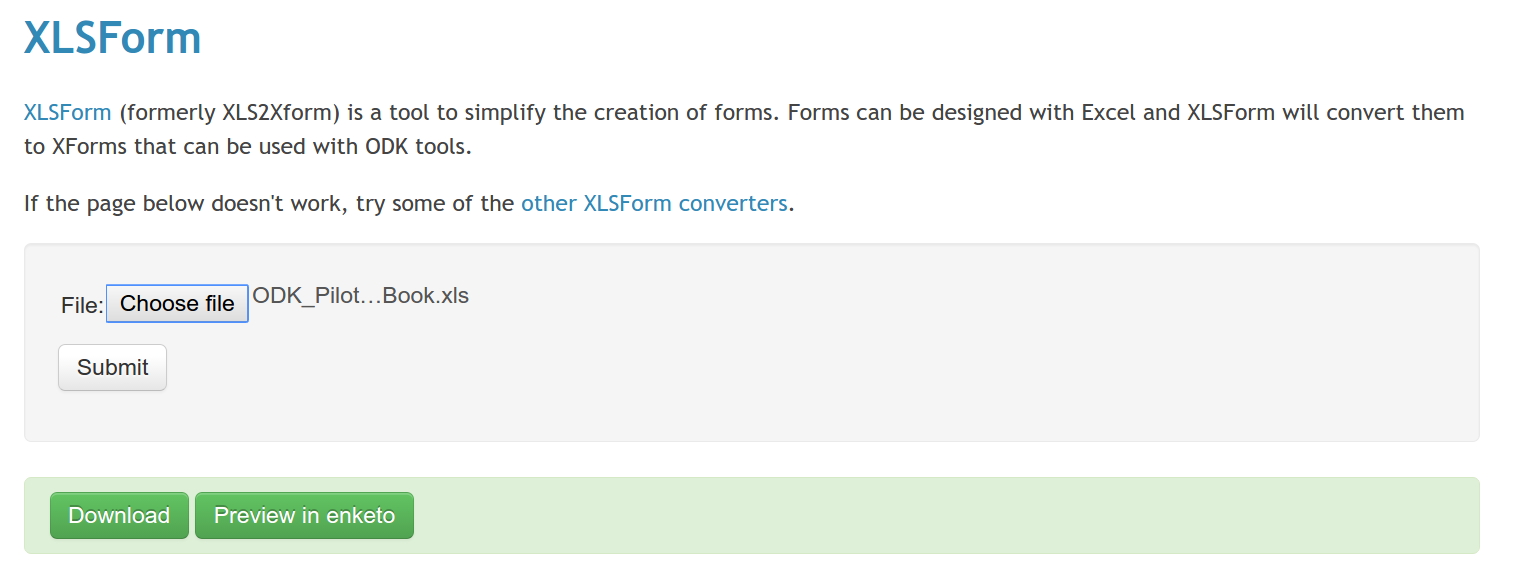 XLSForm
XLSForm (formerly XLS2Xform) is a tool to simplify the creation of forms. Forms can be designed with Excel and XLSForm will convert them
to XForms that can be used with ODK tools.
If the page below doesn't work, try some of the other XLSForm converters.
File: Choose file ODK_Pilot…Book.xls
Submit
Download Preview in enketo